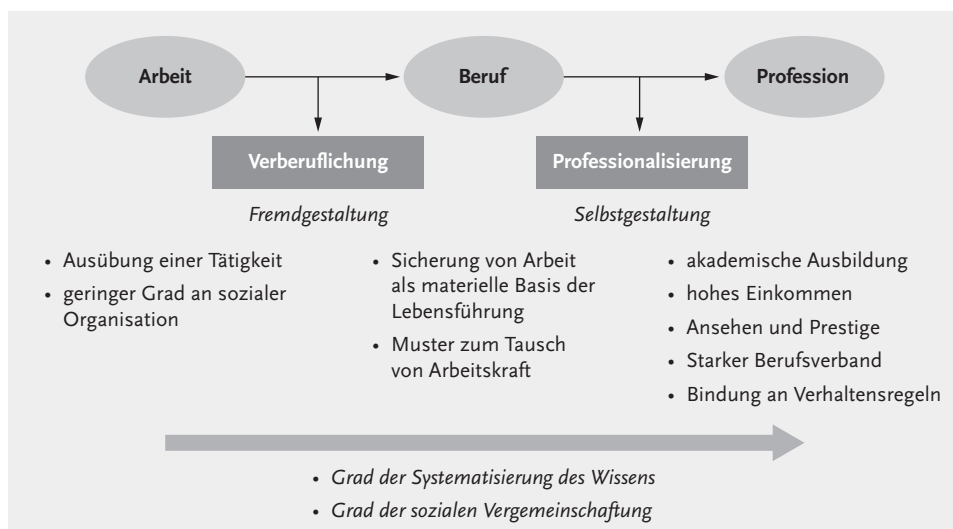 Arbeit
Beruf
Profession
Verberuflichung
Professionalisierung
Fremdgestaltung
Selbstgestaltung
• Ausübung einer Tätigkeit
• geringer Grad an sozialer
Organisation
• Sicherung von Arbeit
als materielle Basis der
Lebensführung
• Muster zum Tausch
von Arbeitskraft
• akademische Ausbildung
• hohes Einkommen
• Ansehen und Prestige
• Starker Berufsverband
• Bindung an Verhaltensregeln
• Grad der Systematisierung des Wissens
• Grad der sozialen Vergemeinschaftung